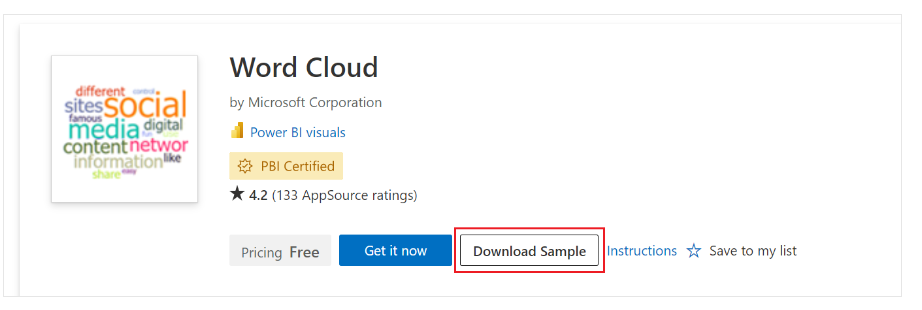 Word Cloud
by Microsoft Corporation
Power BI visuals
PBI Certified
4.2 (133 AppSource ratings)
Pricing Free Get it now Download Sample Instructions Save to my list
different control
sites social
famous
media digital
fun
content networ
information like
share easy